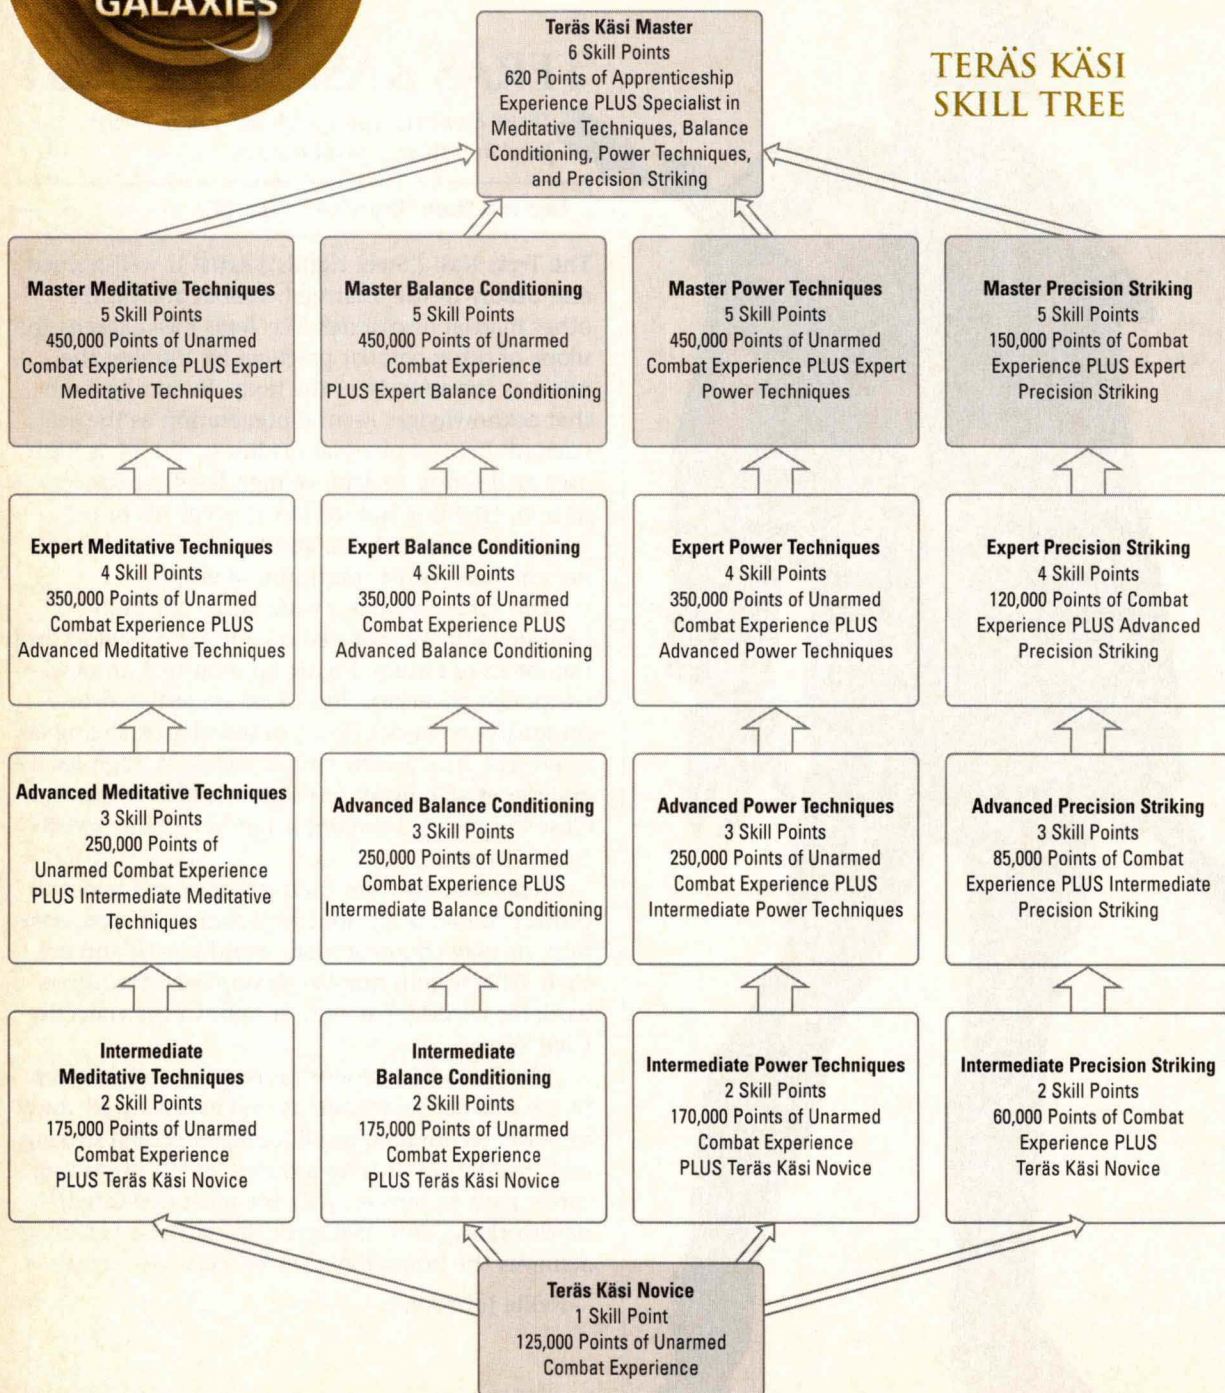 GALAXIES
TERÄS KÄSI
SKILL TREE
Teräs Käsi Master
6 Skill Points
620 Points of Apprenticeship
Experience PLUS Specialist in
Meditative Techniques, Balance
Conditioning, Power Techniques,
and Precision Striking
Master Meditative Techniques
5 Skill Points
450,000 Points of Unarmed
Combat Experience PLUS Expert
Meditative Techniques
Master Balance Conditioning
5 Skill Points
450,000 Points of Unarmed
Combat Experience
PLUS Expert Balance Conditioning
Master Power Techniques
5 Skill Points
450,000 Points of Unarmed
Combat Experience PLUS Expert
Power Techniques
Master Precision Striking
5 Skill Points
150,000 Points of Combat
Experience PLUS Expert
Precision Striking
Expert Meditative Techniques
4 Skill Points
350,000 Points of Unarmed
Combat Experience PLUS
Advanced Meditative Techniques
Expert Balance Conditioning
4 Skill Points
350,000 Points of Unarmed
Combat Experience PLUS
Advanced Balance Conditioning
Expert Power Techniques
4 Skill Points
350,000 Points of Unarmed
Combat Experience PLUS
Advanced Power Techniques
Expert Precision Striking
4 Skill Points
120,000 Points of Combat
Experience PLUS Advanced
Precision Striking
Advanced Meditative Techniques
3 Skill Points
250,000 Points of
Unarmed Combat Experience
PLUS Intermediate Meditative
Techniques
Advanced Balance Conditioning
3 Skill Points
250,000 Points of Unarmed
Combat Experience PLUS
Intermediate Balance Conditioning
Advanced Power Techniques
3 Skill Points
250,000 Points of Unarmed
Combat Experience PLUS
Intermediate Power Techniques
Advanced Precision Striking
3 Skill Points
85,000 Points of Combat
Experience PLUS Intermediate
Precision Striking
Intermediate
Meditative Techniques
2 Skill Points
175,000 Points of Unarmed
Combat Experience
PLUS Teräs Käsi Novice
Intermediate
Balance Conditioning
2 Skill Points
175,000 Points of Unarmed
Combat Experience
PLUS Teräs Käsi Novice
Intermediate Power Techniques
2 Skill Points
170,000 Points of Unarmed
Combat Experience
PLUS Teräs Käsi Novice
Intermediate Precision Striking
2 Skill Points
60,000 Points of Combat
Experience PLUS
Teräs Käsi Novice
Teräs Käsi Novice
1 Skill Point
125,000 Points of Unarmed
Combat Experience